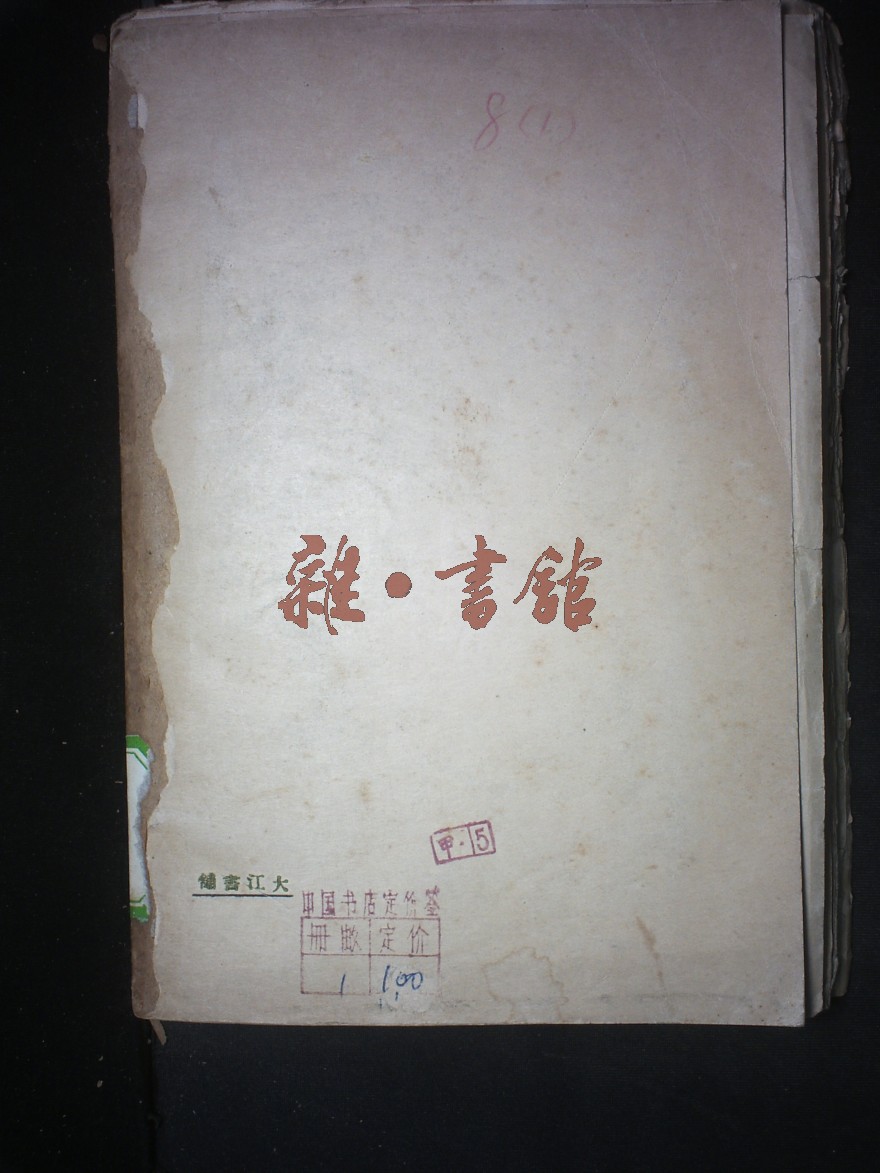 8(1)
雜·書館
甲·5
大江書鋪
中国书店定价签
册数 定价
1 1.00